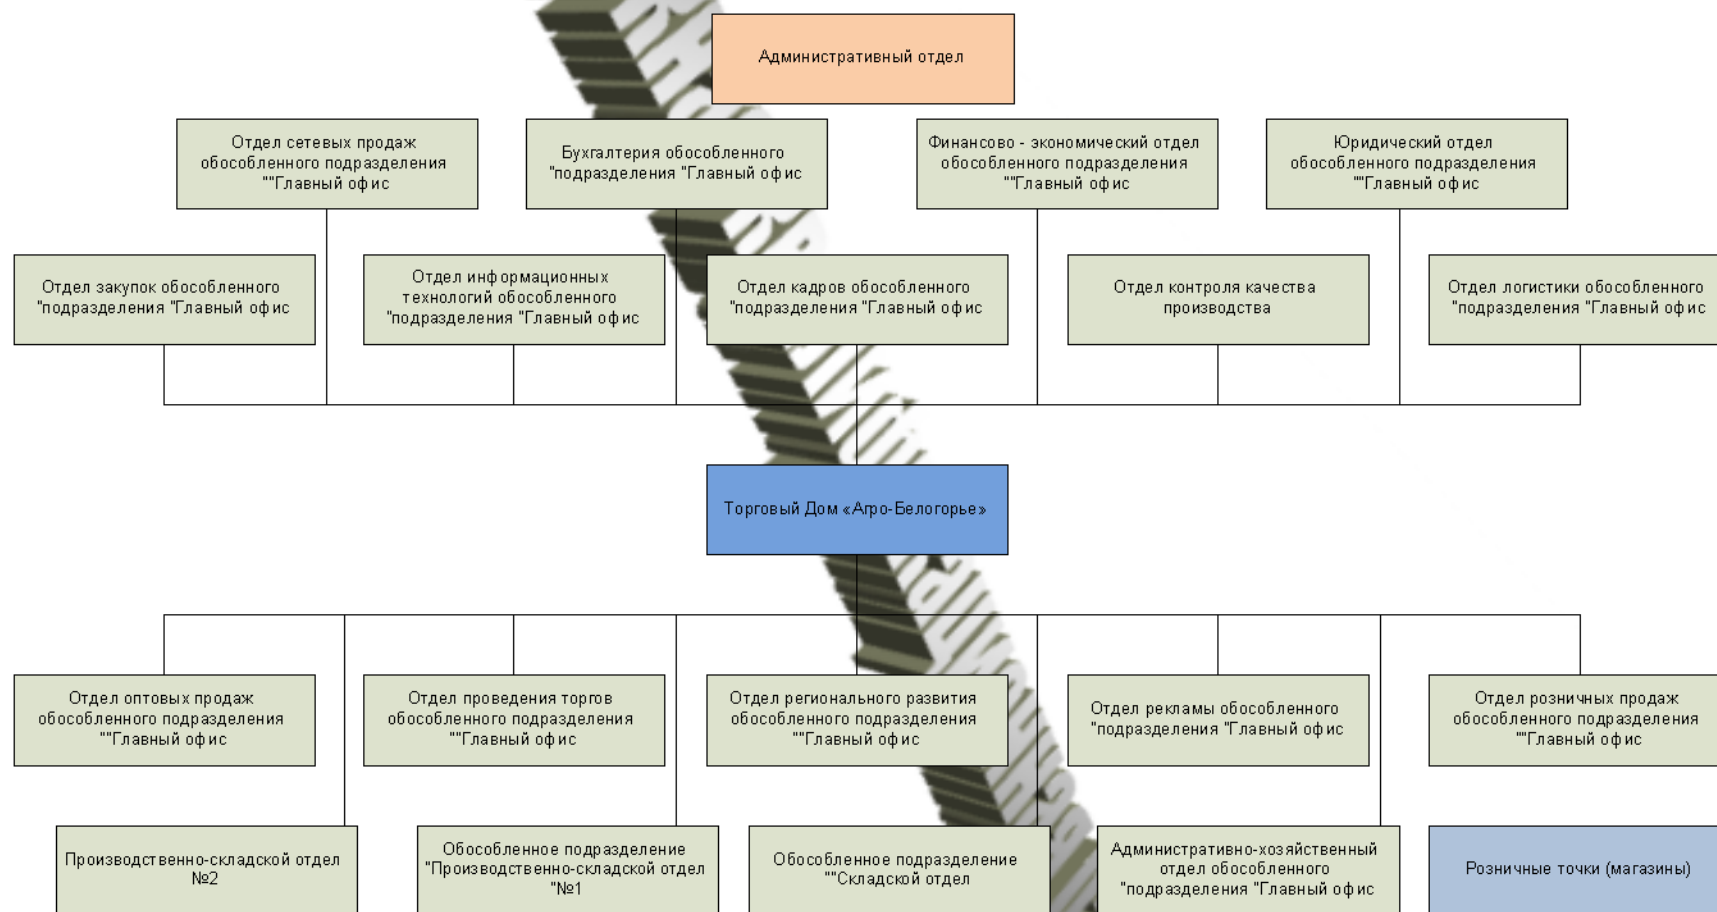 Административный отдел
Отдел сетевых продаж
обособленного подразделения
""Главный офис
Бухгалтерия обособленного
"подразделения "Главный офис
Финансово - экономический отдел
обособленного подразделения
""Главный офис
Юридический отдел
обособленного подразделения
""Главный офис
Отдел закупок обособленного
"подразделения "Главный офис
Отдел информационных
технологий обособленного
"подразделения "Главный офис
Отдел кадров обособленного
"подразделения "Главный офис
Отдел контроля качества
производства
Отдел логистики обособленного
"подразделения "Главный офис
Торговый Дом «Агро-Белогорье»
Отдел оптовых продаж
обособленного подразделения
""Главный офис
Отдел проведения торгов
обособленного подразделения
""Главный офис
Отдел регионального развития
обособленного подразделения
""Главный офис
Отдел рекламы обособленного
"подразделения "Главный офис
Отдел розничных продаж
обособленного подразделения
""Главный офис
Производственно-складской отдел
№2
Обособленное подразделение
"Производственно-складской отдел
"№1
Обособленное подразделение
""Складской отдел
Административно-хозяйственный
отдел обособленного
"подразделения "Главный офис
Розничные точки (магазины)